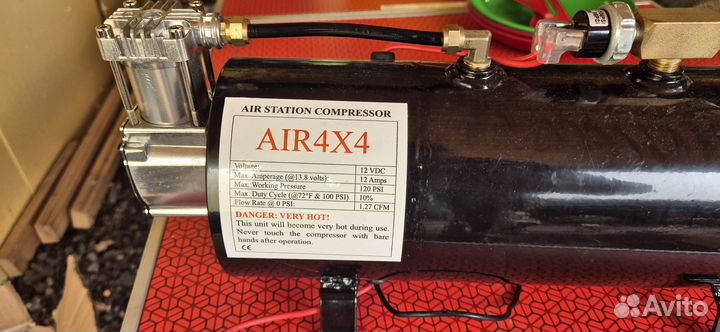 AIR STATION COMPRESSOR
AIR4X4
Voltage: 12 VDC
Max. Amperage (@13.8 volts): 12 Amps
Max. Working Pressure 120 PSI
Max. Duty Cycle (@72°F & 100 PSI) 10%
Flow Rate @ 0 PSI: 1.27 CFM
DANGER: VERY HOT!
This unit will become very hot during use.
Never touch the compressor with bare
hands after operation.
CE
Avito